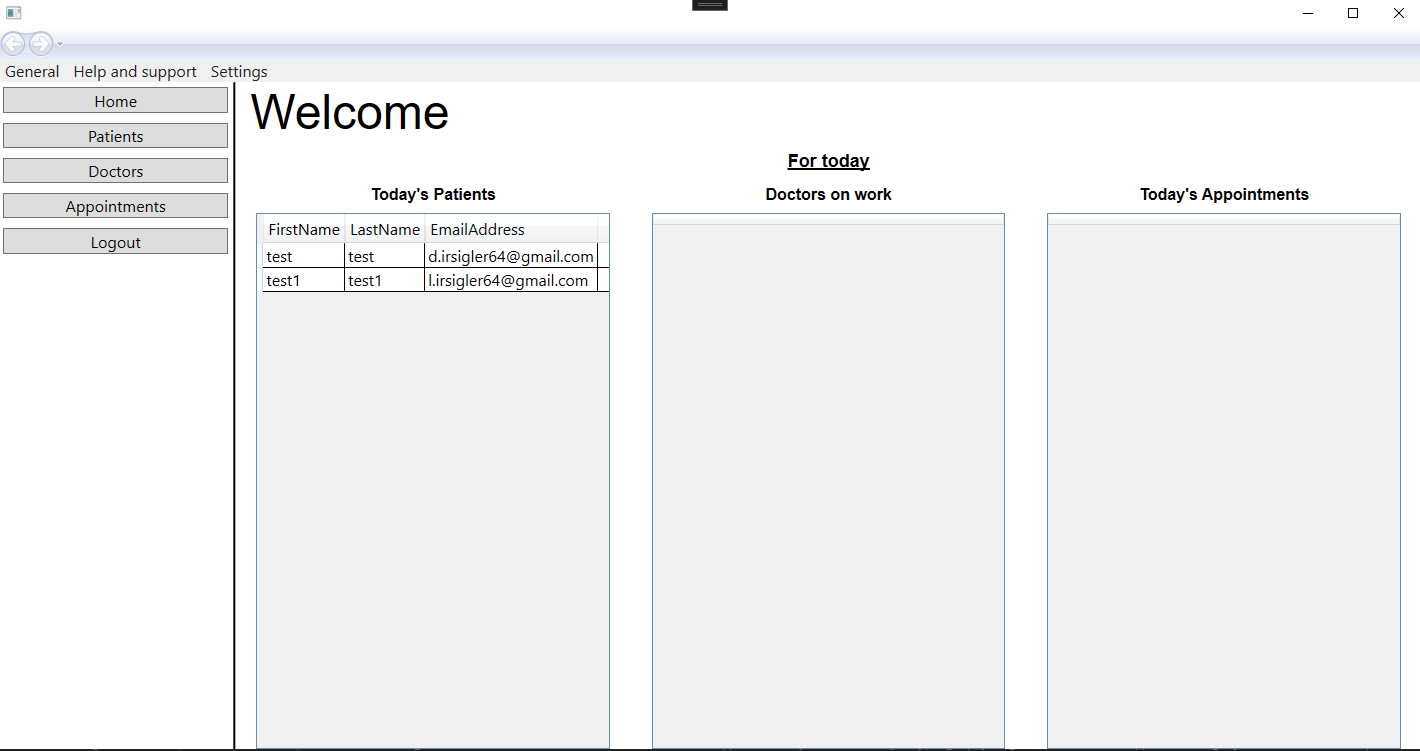 General Help and support Settings
Home
Patients
Doctors
Appointments
Logout
Welcome
For today
Today's Patients
Doctors on work
Today's Appointments
FirstName LastName EmailAddress
test test d.irsigler64@gmail.com
test1 test1 l.irsigler64@gmail.com